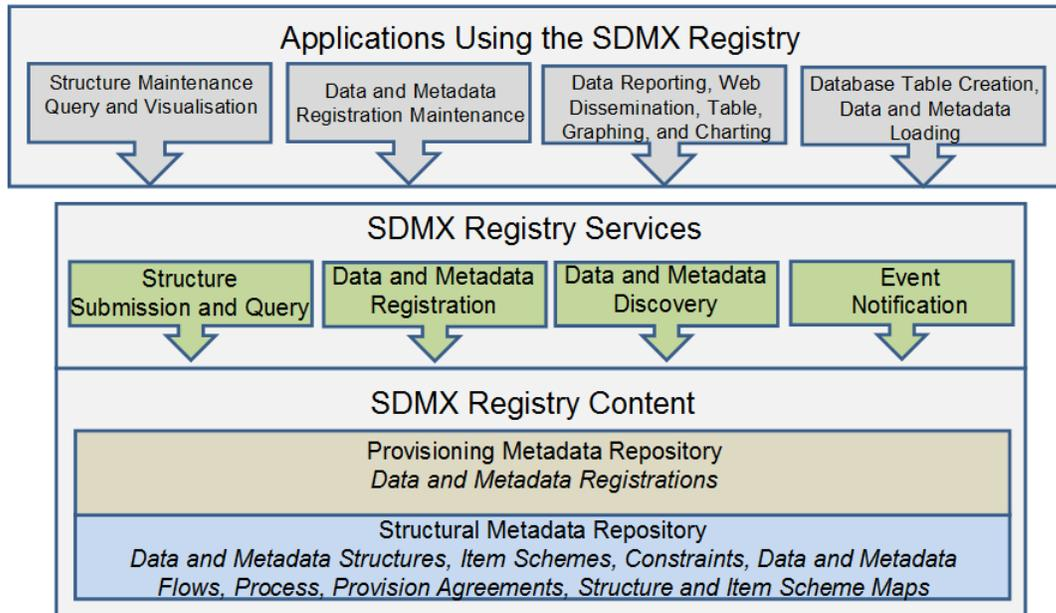 Applications Using the SDMX Registry
Structure Maintenance
Query and Visualisation
Data and Metadata
Registration Maintenance
Data Reporting, Web
Dissemination, Table,
Graphing, and Charting
Database Table Creation,
Data and Metadata
Loading
SDMX Registry Services
Structure
Submission and Query
Data and Metadada
Registration
Data and Metadada
Discovery
Event
Notification
SDMX Registry Content
Provisioning Metadata Repository
Data and Metadata Registrations
Structural Metadata Repository
Data and Metadata Structures, Item Schemes, Constraints, Data and Metadata
Flows, Process, Provision Agreements, Structure and Item Scheme Maps